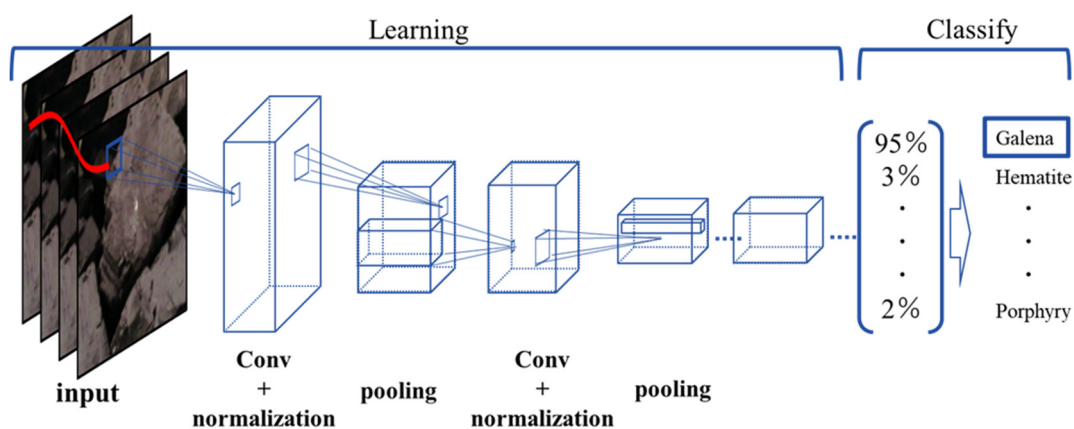 Learning
Classify
95%
3%
.
.
.
2%
Galena
Hematite
.
.
.
Porphyry
input
Conv
+
normalization
pooling
Conv
+
normalization
pooling